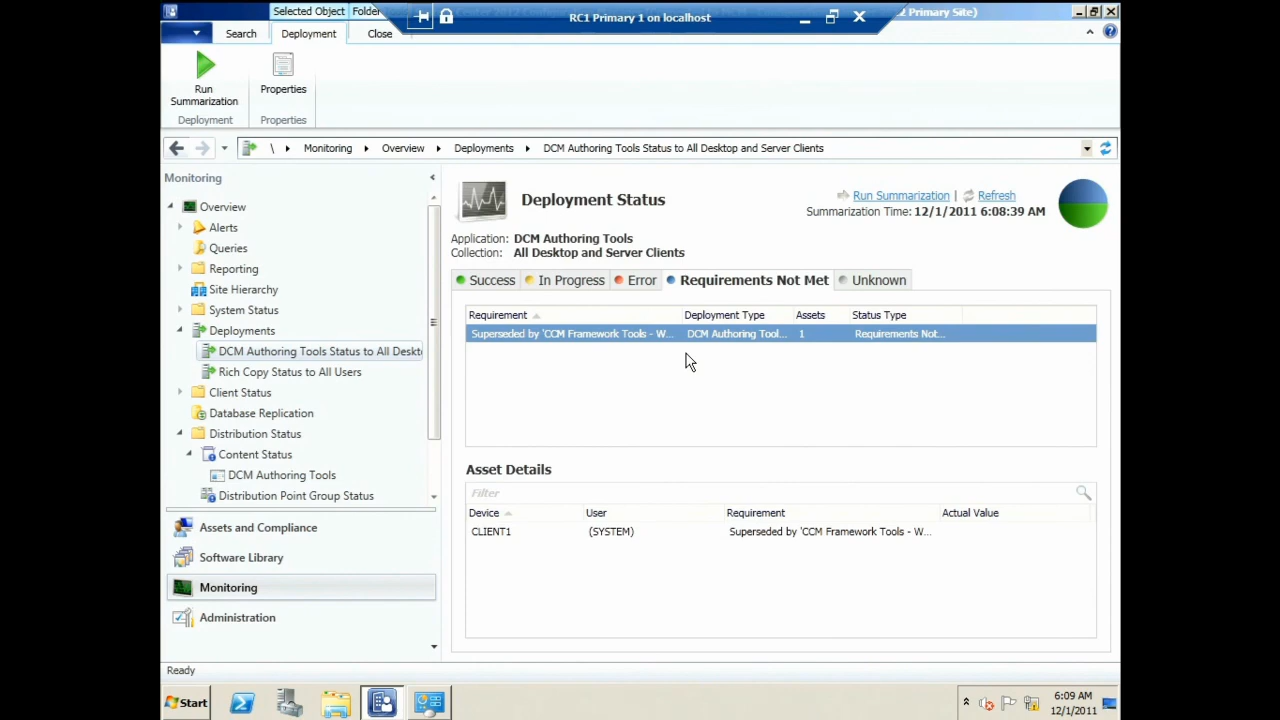 Selected Object
Folder
RC1 Primary 1 on localhost
2 Primary Site)
Search
Deployment
Close
Run
Summarization
Properties
Deployment
Properties
\ Monitoring Overview Deployments DCM Authoring Tools Status to All Desktop and Server Clients
Monitoring
Overview
Alerts
Queries
Reporting
Site Hierarchy
System Status
Deployments
DCM Authoring Tools Status to All Deskt
Rich Copy Status to All Users
Client Status
Database Replication
Distribution Status
Content Status
DCM Authoring Tools
Distribution Point Group Status
Assets and Compliance
Software Library
Monitoring
Administration
Deployment Status
Run Summarization | Refresh
Summarization Time: 12/1/2011 6:08:39 AM
Application: DCM Authoring Tools
Collection: All Desktop and Server Clients
Success In Progress Error Requirements Not Met Unknown
Requirement Deployment Type Assets Status Type
Superseded by 'CCM Framework Tools - W... DCM Authoring Tool... 1 Requirements Not...
Asset Details
Filter
Device User Requirement Actual Value
CLIENT1 (SYSTEM) Superseded by 'CCM Framework Tools - W...
Ready
Start
6:09 AM
12/1/2011